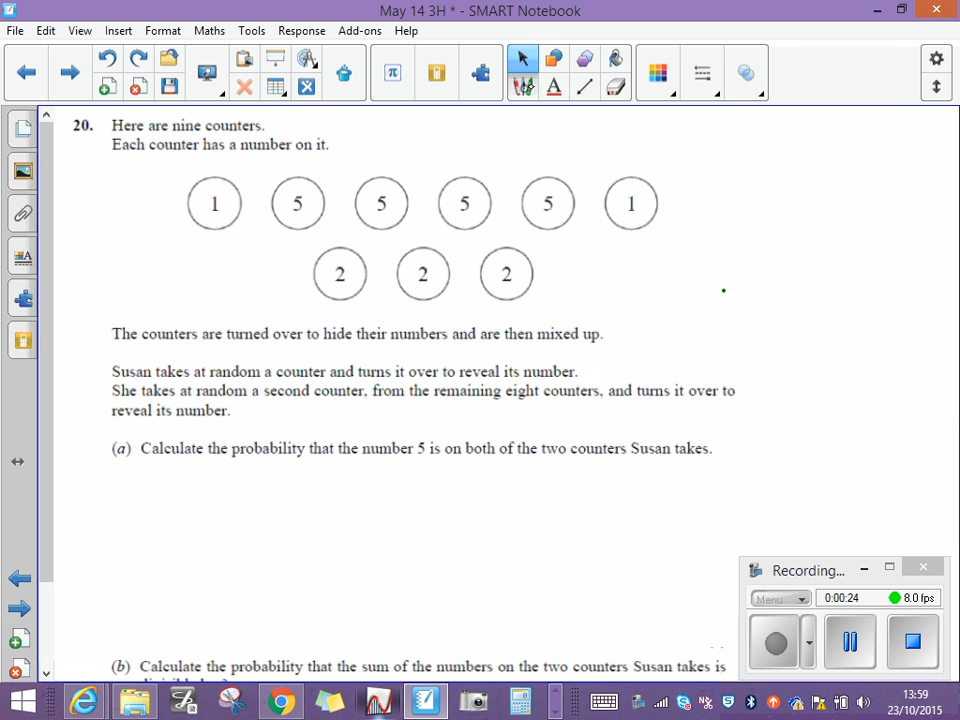 May 14 3H * - SMART Notebook
File Edit View Insert Format Maths Tools Response Add-ons Help
20. Here are nine counters.
Each counter has a number on it.
1 5 5 5 5 1
2 2 2
The counters are turned over to hide their numbers and are then mixed up.
Susan takes at random a counter and turns it over to reveal its number.
She takes at random a second counter, from the remaining eight counters, and turns it over to
reveal its number.
(a) Calculate the probability that the number 5 is on both of the two counters Susan takes.
Recording...
Menu 0:00:24 8.0 fps
(b) Calculate the probability that the sum of the numbers on the two counters Susan takes is
13:59
23/10/2015